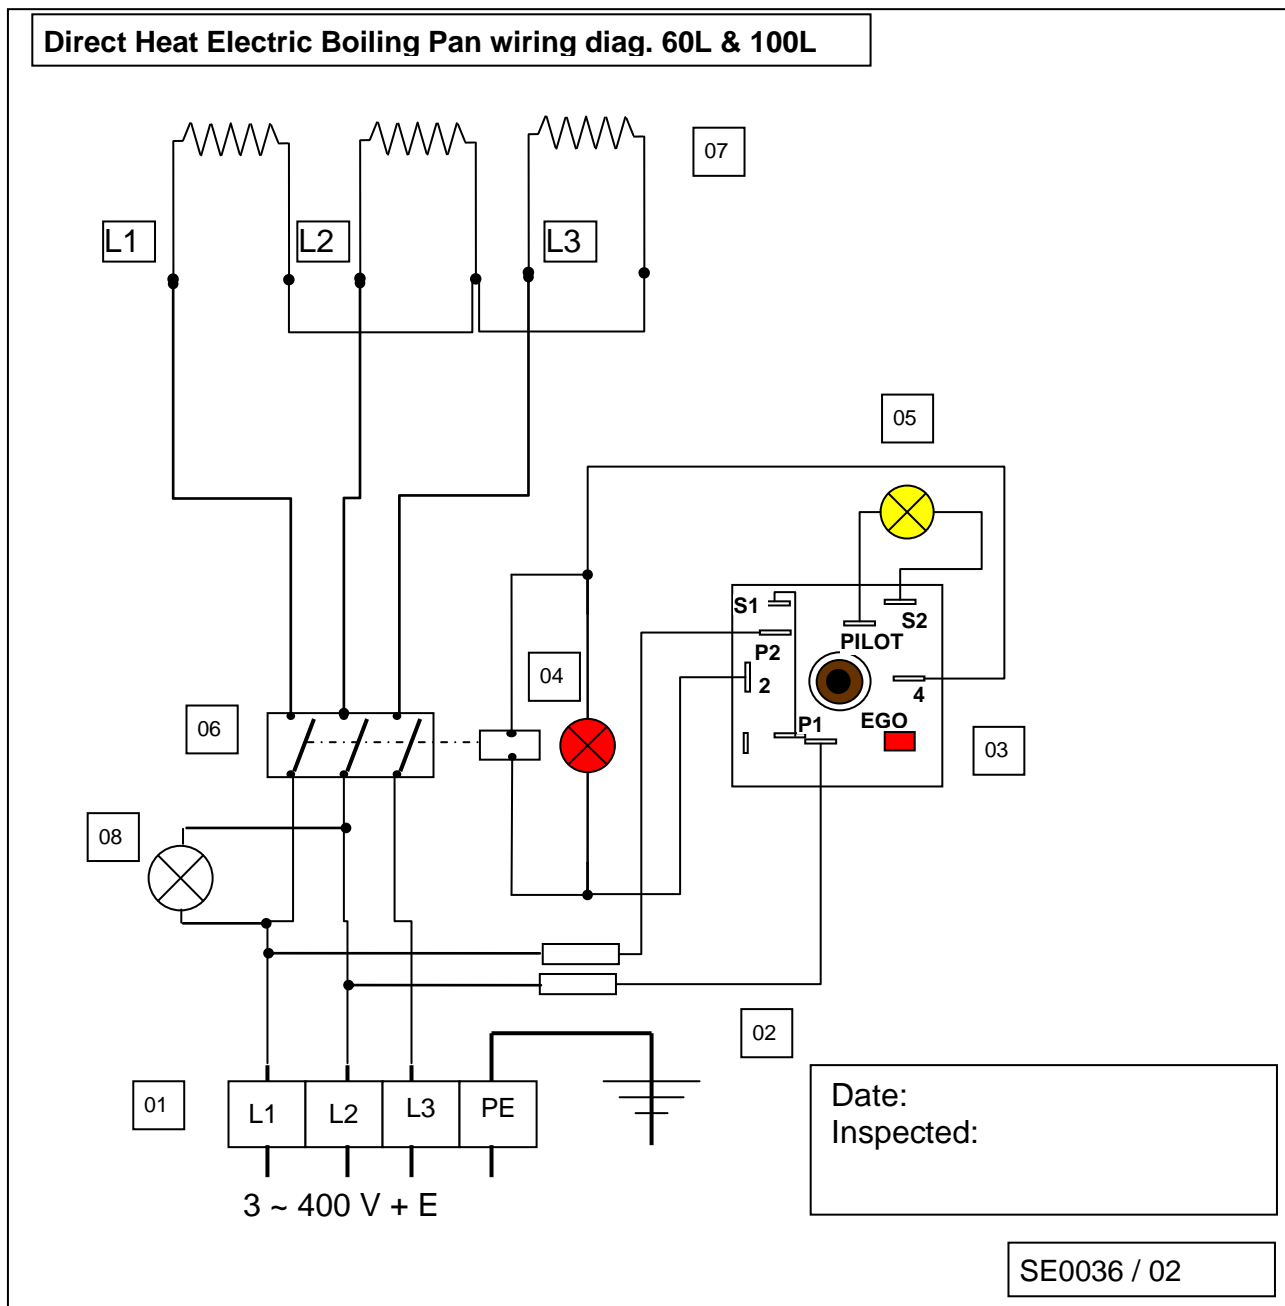 Direct Heat Electric Boiling Pan wiring diag. 60L & 100L
07
L1 L2 L3
05
S1 S2
PILOT
P2
04
2 4
06
P1 EGO
03
08
02
01
L1 L2 L3 PE
3 ~ 400 V + E
Date:
Inspected:
SE0036 / 02